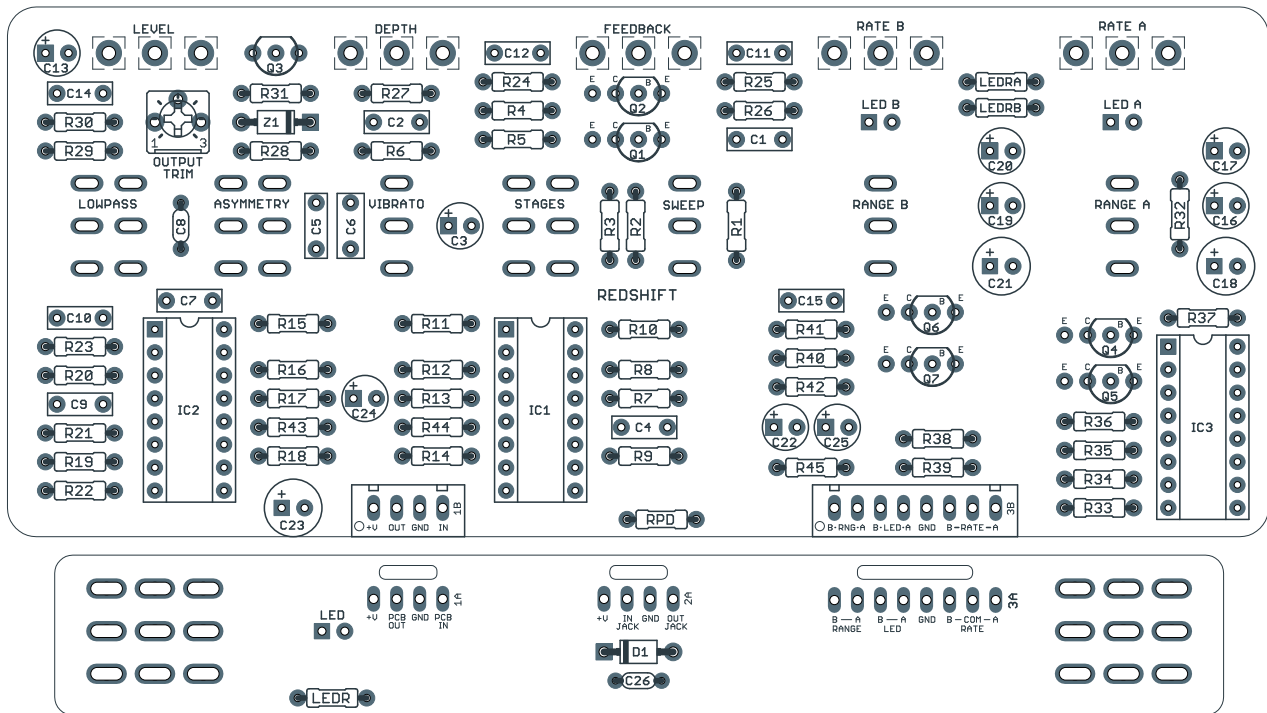 LEVEL DEPTH FEEDBACK RATE B RATE A
C13 Q3 C12 C11
R24 R25 LEDRA
C14 R31 R27 E C B E
Q2 LED B LED A
R4 R26 LEDRB
R30 Z1 C2
R5 E C B E
Q1 C1
R29 1 3 R28 R6 C20 C17
OUTPUT
TRIM
LOWPASS ASYMMETRY VIBRATO STAGES SWEEP RANGE B RANGE A
C8 C5 C6 C3 R3 R2 R1 C19 R32 C16
C21 C18
REDSHIFT
C7 C15 E C B E
Q6
C10 R15 R11 R10 R41 E C B E
Q4 R37
R23 R40 E C B E
Q7
R20 R16 R12 R8 R42 E C B E
Q5
C9 IC2 R17 C24 R13 IC1 R7 R36 IC3
R21 R43 R44 C4 C22 C25 R38
R19 R18 R14 R9 R45 R39 R35
R22 R34
C23 1B 3B R33
RPD
+V OUT GND IN B-RNG-A B-LED-A GND B-RATE-A
1A 2A 3A
+V PCB
OUT GND PCB
IN
+V IN
JACK GND OUT
JACK
B — A
RANGE B — A
LED GND B-COM-A
RATE
LED
D1
C26
LEDR